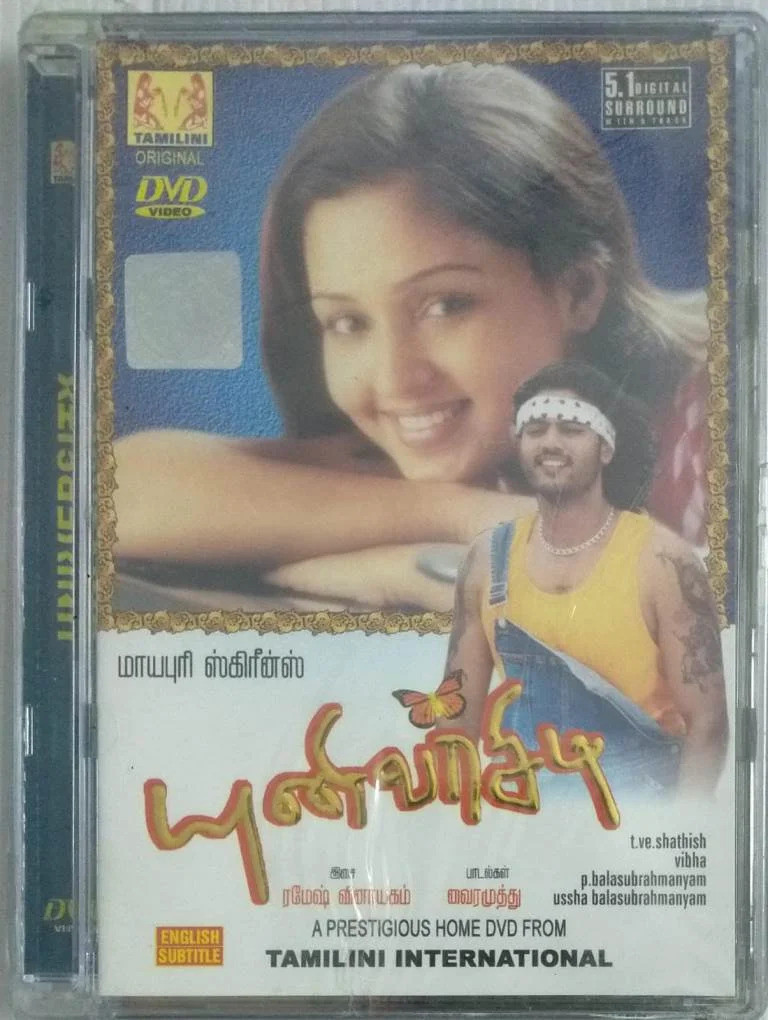 TAMILINI
ORIGINAL
DVD
VIDEO
5.1 DIGITAL
SURROUND
மாயபுரி ஸ்கிரீன்ஸ்
யுனிவர்சிடி
t.ve.shathish
vibha
p.balasubrahmanyam
ussha balasubrahmanyam
இசை
ரமேஷ் விநாயகம்
பாடல்கள்
வைரமுத்து
A PRESTIGIOUS HOME DVD FROM
ENGLISH
SUBTITLE
TAMILINI INTERNATIONAL